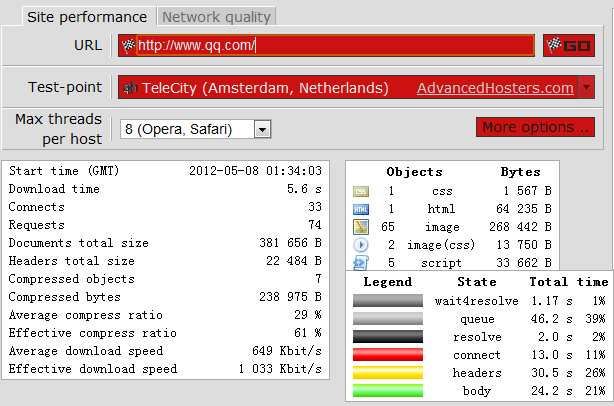 Site performance
Network quality
URL
http://www.qq.com/
GO
Test-point
TeleCity (Amsterdam, Netherlands)
AdvancedHosters.com
Max threads
per host
8 (Opera, Safari)
More options ..
Start time (GMT) 2012-05-08 01:34:03
Download time 5.6 s
Connects 33
Requests 74
Documents total size 381 656 B
Headers total size 22 484 B
Compressed objects 7
Compressed bytes 238 975 B
Average compress ratio 29 %
Effective compress ratio 61 %
Average download speed 649 Kbit/s
Effective download speed 1 033 Kbit/s
Objects Bytes
1 css 1 567 B
1 html 64 235 B
65 image 268 442 B
2 image(css) 13 750 B
5 script 33 662 B
Legend State Total time
wait4resolve 1.17 s 1%
queue 46.2 s 39%
resolve 2.0 s 2%
connect 13.0 s 11%
headers 30.5 s 26%
body 24.2 s 21%